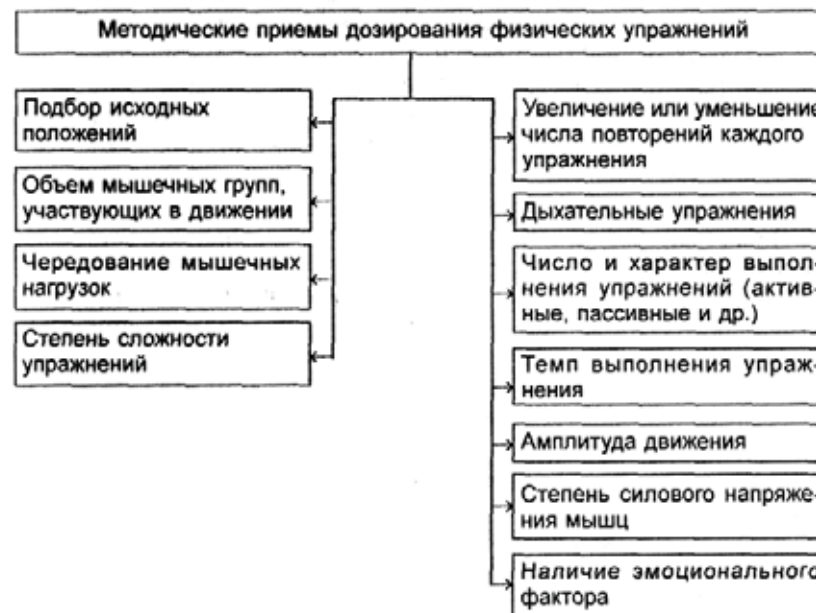 Методические приемы дозирования физических упражнений
Подбор исходных
положений
Объем мышечных групп,
участвующих в движении
Чередование мышечных
нагрузок
Степень сложности
упражнений
Увеличение или уменьшение
числа повторений каждого
упражнения
Дыхательные упражнения
Число и характер выпол-
нения упражнений (актив-
ные, пассивные и др.)
Темп выполнения упраж-
нения
Амплитуда движения
Степень силового напряже-
ния мышц
Наличие эмоционального
фактора